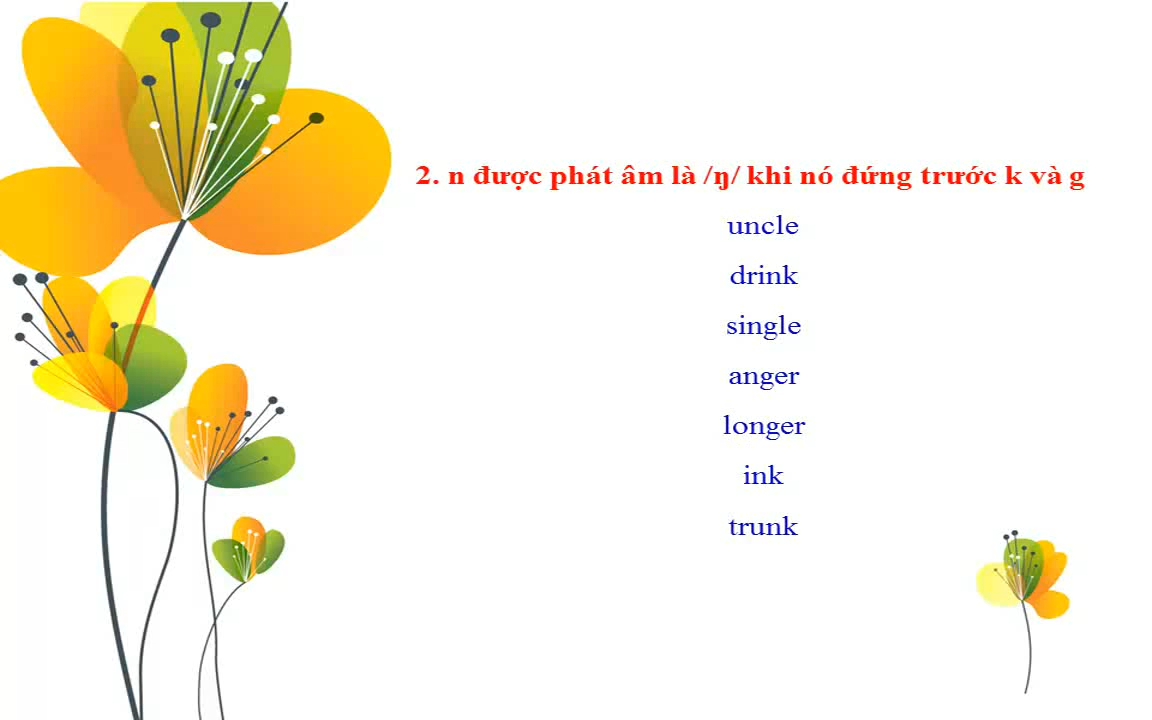 2. n được phát âm là /ŋ/ khi nó đứng trước k và g
uncle
drink
single
anger
longer
ink
trunk